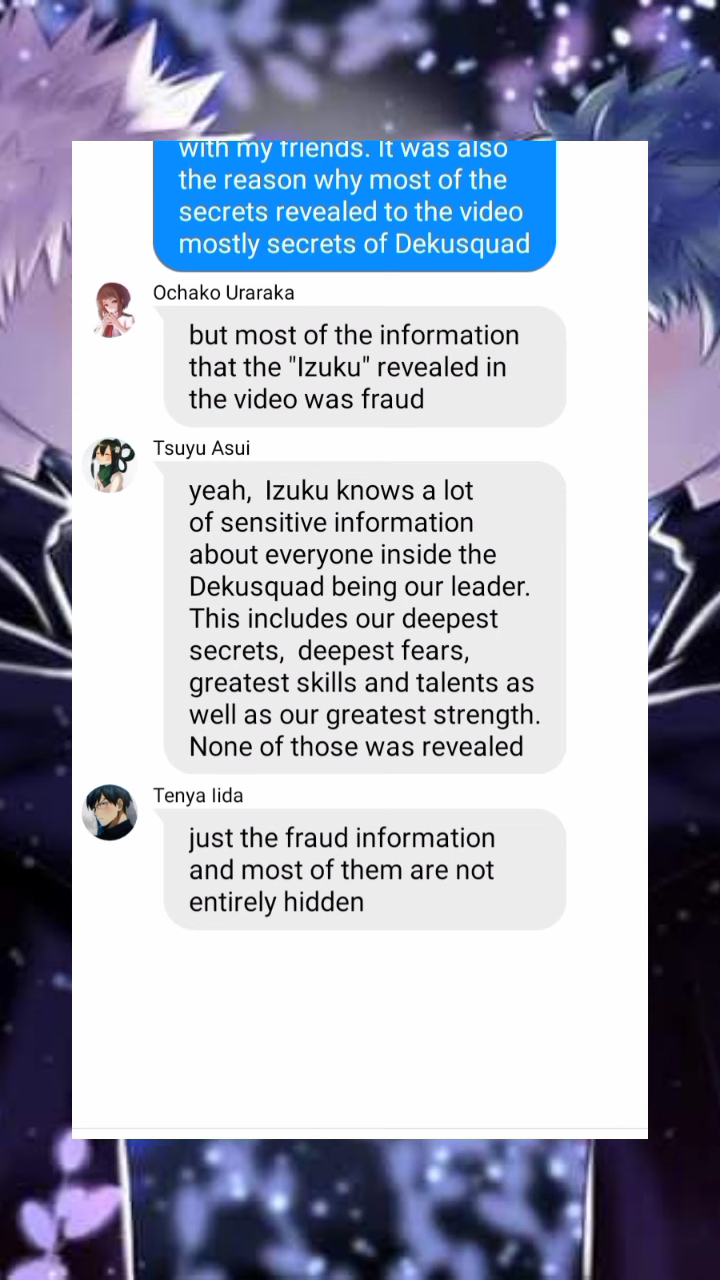 with my friends. It was also
the reason why most of the
secrets revealed to the video
mostly secrets of Dekusquad
Ochako Uraraka
but most of the information
that the "Izuku" revealed in
the video was fraud
Tsuyu Asui
yeah,  Izuku knows a lot
of sensitive information
about everyone inside the
Dekusquad being our leader.
This includes our deepest
secrets,  deepest fears,
greatest skills and talents as
well as our greatest strength.
None of those was revealed
Tenya Iida
just the fraud information
and most of them are not
entirely hidden